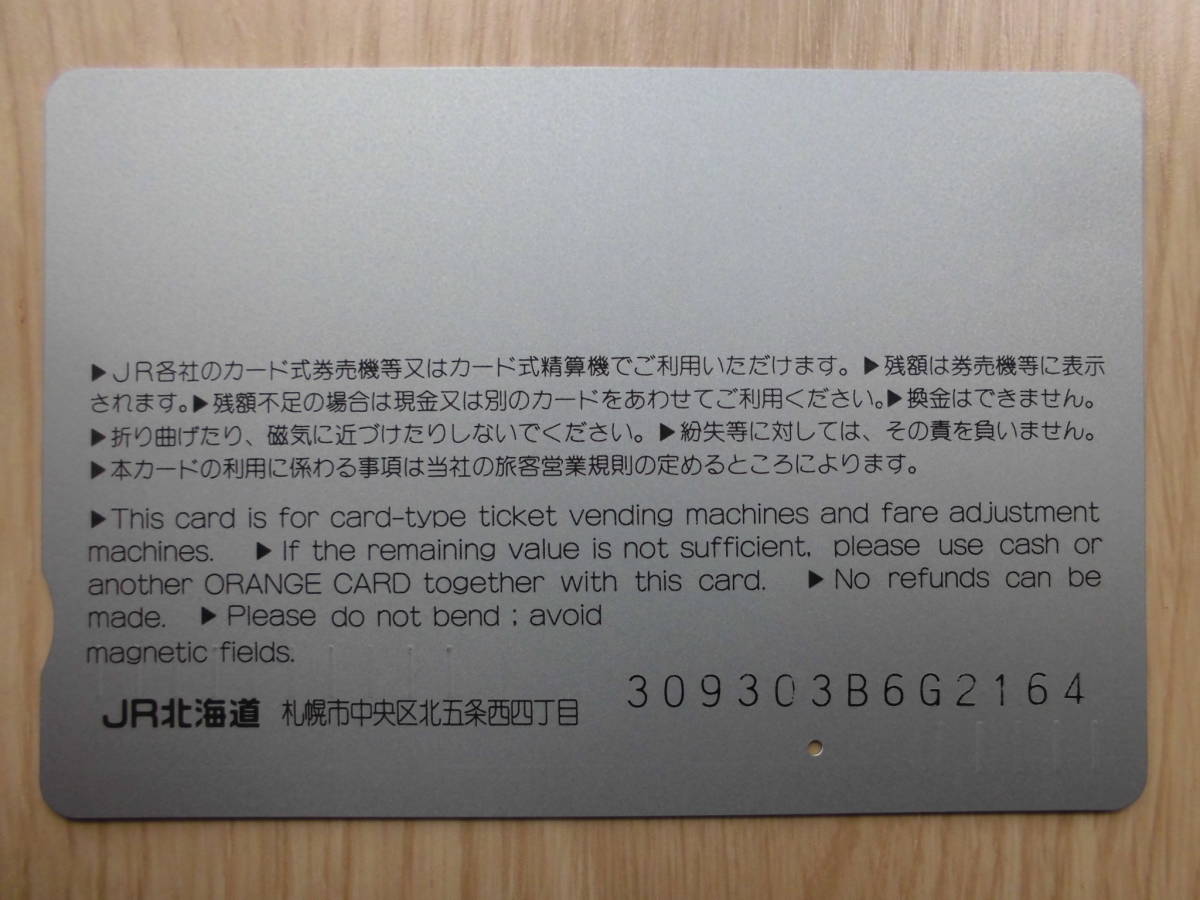 ▶JR各社のカード式券売機等又はカード式精算機でご利用いただけます。▶残額は券売機等に表示
されます。▶残額不足の場合は現金又は別のカードをあわせてご利用ください。▶換金はできません。
▶折り曲げたり、磁気に近づけたりしないでください。▶紛失等に対しては、その責を負いません。
▶本カードの利用に係わる事項は当社の旅客営業規則の定めるところによります。
▶This card is for card-type ticket vending machines and fare adjustment
machines. ▶If the remaining value is not sufficient, please use cash or
another ORANGE CARD together with this card. ▶No refunds can be
made. ▶Please do not bend ; avoid
magnetic fields.
JR北海道 札幌市中央区北五条西四丁目
309303B6G2164